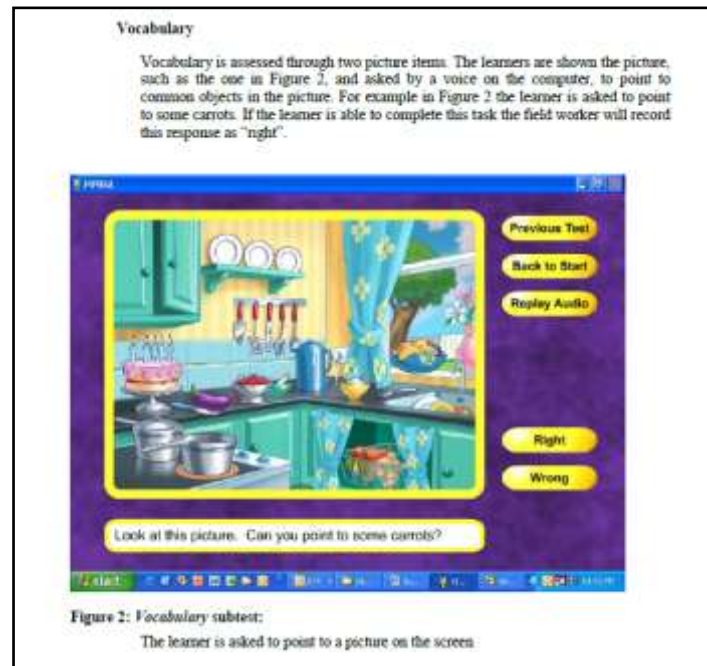 Vocabulary
Vocabulary is assessed through two picture items. The learners are shown the picture,
such as the one in Figure 2, and asked by a voice on the computer, to point to
common objects in the picture. For example in Figure 2 the learner is asked to point
to some carrots. If the learner is able to complete this task the field worker will record
this response as "right".
Previous Test
Back to Start
Replay Audio
Right
Wrong
Look at this picture. Can you point to some carrots?
start
Figure 2: Vocabulary subtest:
The learner is asked to point to a picture on the screen